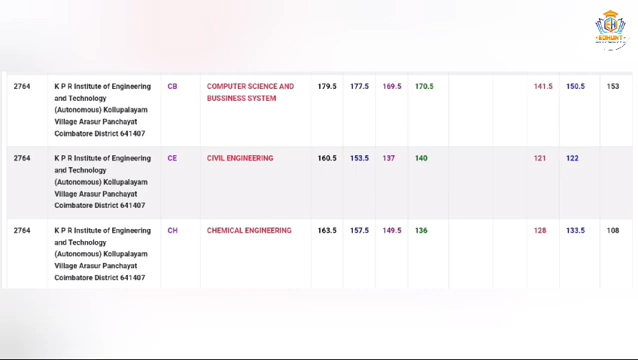 EDHUNT
2764 K P R Institute of Engineering CB COMPUTER SCIENCE AND 179.5 177.5 169.5 170.5 141.5 150.5 153
and Technology BUSSINESS SYSTEM
(Autonomous) Kollupalayam
Village Arasur Panchayat
Coimbatore District 641407
2764 K P R Institute of Engineering CE CIVIL ENGINEERING 160.5 153.5 137 140 121 122
and Technology
(Autonomous) Kollupalayam
Village Arasur Panchayat
Coimbatore District 641407
2764 K P R Institute of Engineering CH CHEMICAL ENGINEERING 163.5 157.5 149.5 136 128 133.5 108
and Technology
(Autonomous) Kollupalayam
Village Arasur Panchayat
Coimbatore District 641407